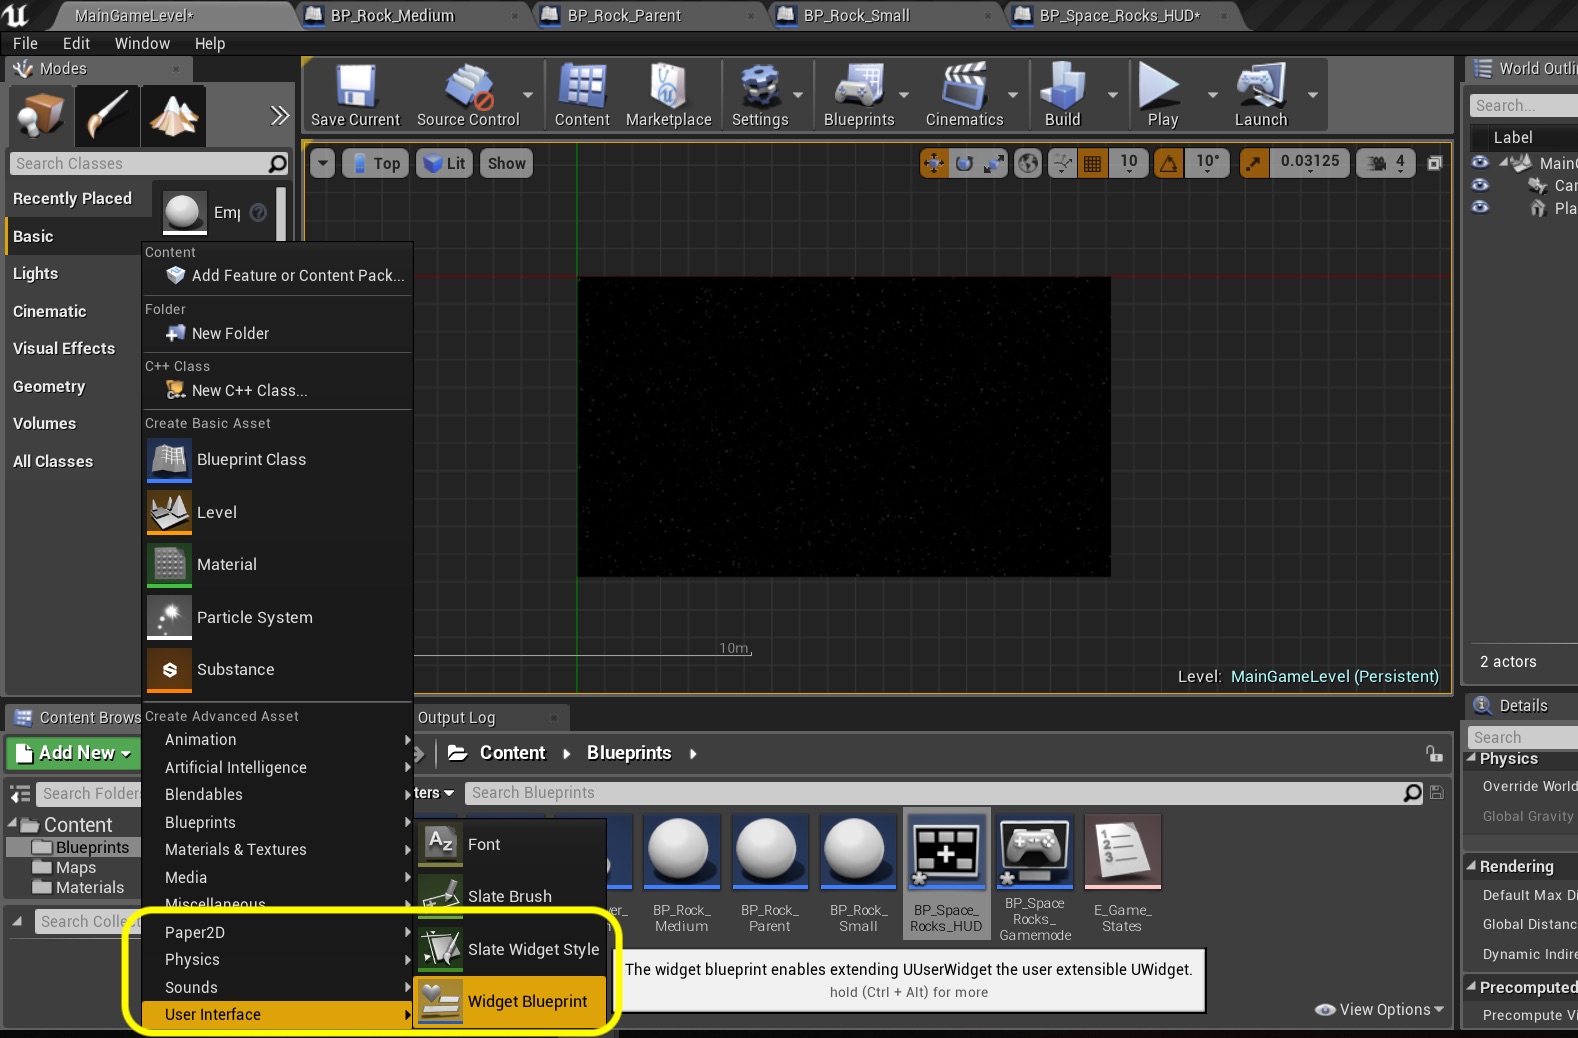 MainGameLevel*
BP_Rock_Medium
BP_Rock_Parent
BP_Rock_Small
BP_Space_Rocks_HUD*
File Edit Window Help
Modes
World Outli
Save Current
Source Control
Content
Marketplace
Settings
Blueprints
Cinematics
Build
Play
Launch
Search...
Label
Search Classes
Top
Lit
Show
10
10°
0.03125
4
Main
Car
Pla
Recently Placed
Basic
Lights
Cinematic
Visual Effects
Geometry
Volumes
All Classes
Emp
Content
Add Feature or Content Pack...
Folder
New Folder
C++ Class
New C++ Class...
Create Basic Asset
Blueprint Class
Level
Material
Particle System
Substance
10m
Level: MainGameLevel (Persistent)
2 actors
Create Advanced Asset
Animation
Artificial Intelligence
Blendables
Blueprints
Materials & Textures
Media
Miscellaneous
Paper2D
Physics
Sounds
User Interface
Font
Slate Brush
Slate Widget Style
Widget Blueprint
Content Brows
Output Log
Add New
Content
Blueprints
ters
Search Blueprints
Search Folders
Content
Blueprints
Maps
Materials
Search Collec
BP_Rock_
Medium
BP_Rock_
Parent
BP_Rock_
Small
BP_Space_
Rocks_HUD
BP_Space
Rocks_
Gamemode
E_Game_
States
The widget blueprint enables extending UUserWidget the user extensible UWidget.
hold (Ctrl + Alt) for more
View Options
Details
Search
Physics
Override World
Global Gravity
Rendering
Default Max Di
Global Distanc
Dynamic Indire
Precomputed
Precompute Vi